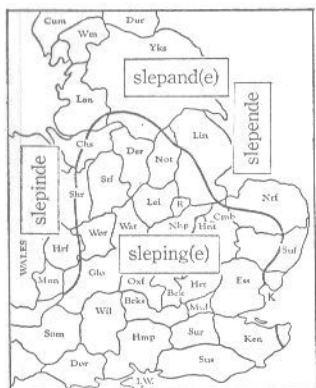 Cum
Dur
Wm
Yks
slepand(e)
Lan
slepende
Lin
Chs
Der
Not
slepinde
Stf
Shr
Lei
R
Nrf
Nhp
Hnt
Cmb
Wor
War
Suf
sleping(e)
WALES
Hrf
Mon
Glo
Oxf
Bck
Hrt
Ess
K
Brks
Mid
Som
Wil
Hmp
Sur
Ken
Sus
Dor
I.W.